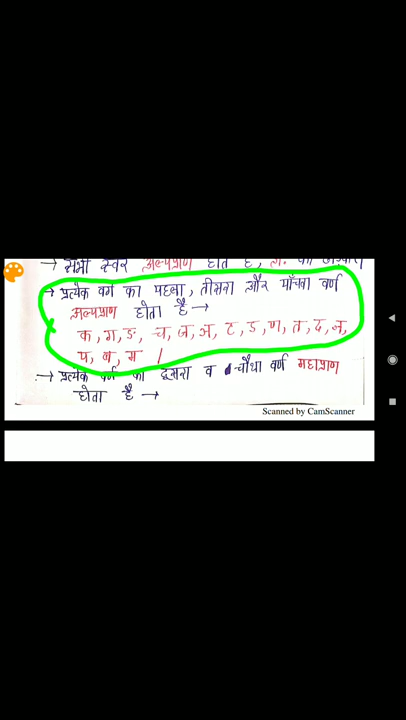 → सभी स्वर अल्पप्राण होते है,
→ प्रत्येक वर्ग का पहला, तीसरा और पाँचवा वर्ण
अल्पप्राण होता है →
क, ग, ङ, च, ज, ञ, ट, ड, ण, त, द, न,
प, ब, म ।
→ प्रत्येक वर्ग का दूसरा व चौथा वर्ण महाप्राण
होता है →
Scanned by CamScanner